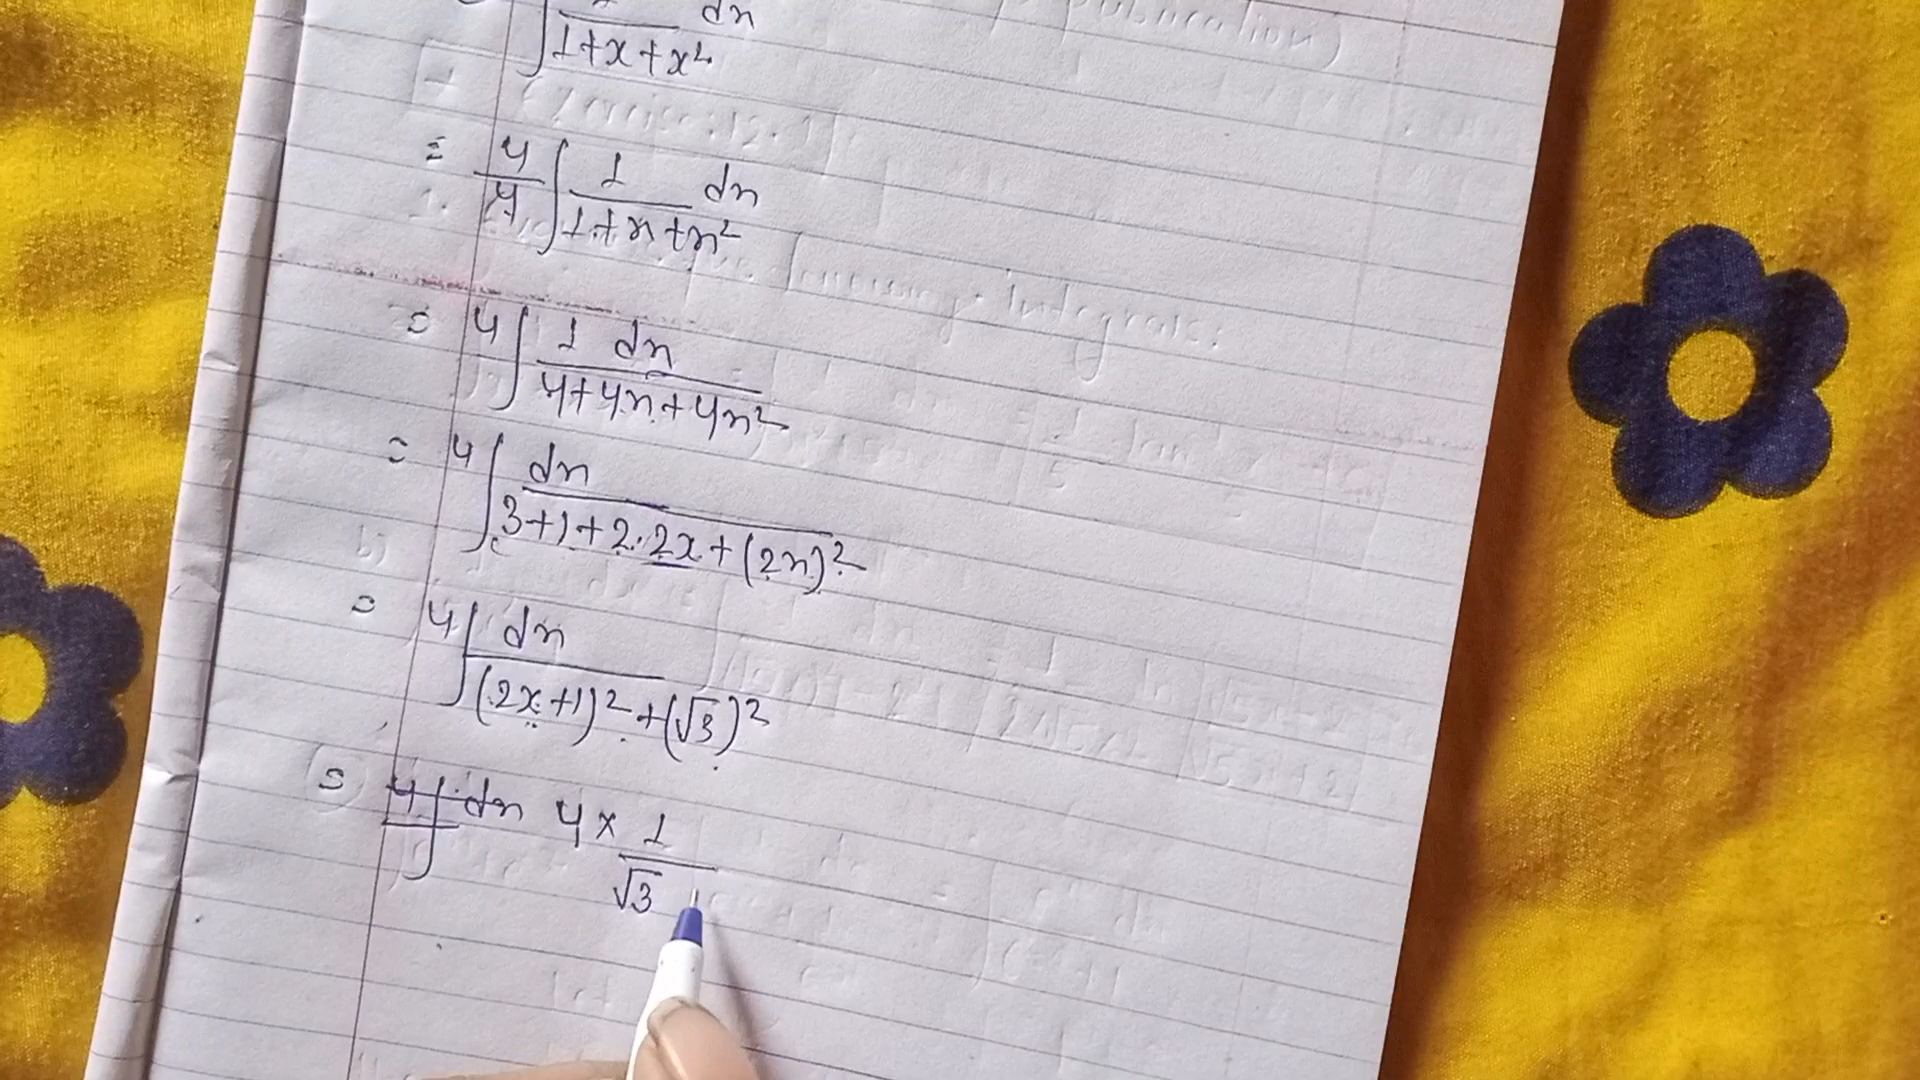 ∫ dx
1+x+x²
= 4/4 ∫ 1/(1+x+x²) dx
= 4∫ 1 dx/(4+4x+4x²)
= 4∫ dx/(3+1+2·2x+(2x)²)
= 4∫ dx/((2x+1)²+(√3)²)
= 4∫ dx 4× 1/√3